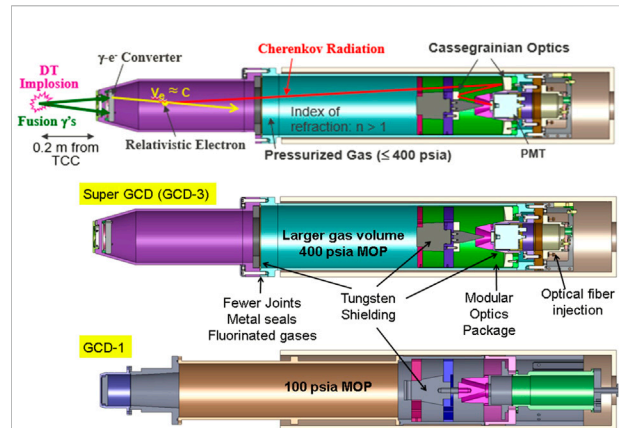 γ-e- Converter
Cherenkov Radiation
Cassegrainian Optics
DT
Implosion
Ve ≈ c
Fusion γ's
Index of
refraction: n > 1
0.2 m from
TCC
Relativistic Electron
Pressurized Gas (≤ 400 psia)
PMT
Super GCD (GCD-3)
Larger gas volume
400 psia MOP
Fewer Joints
Metal seals
Fluorinated gases
Tungsten
Shielding
Modular
Optics
Package
Optical fiber
injection
GCD-1
100 psia MOP